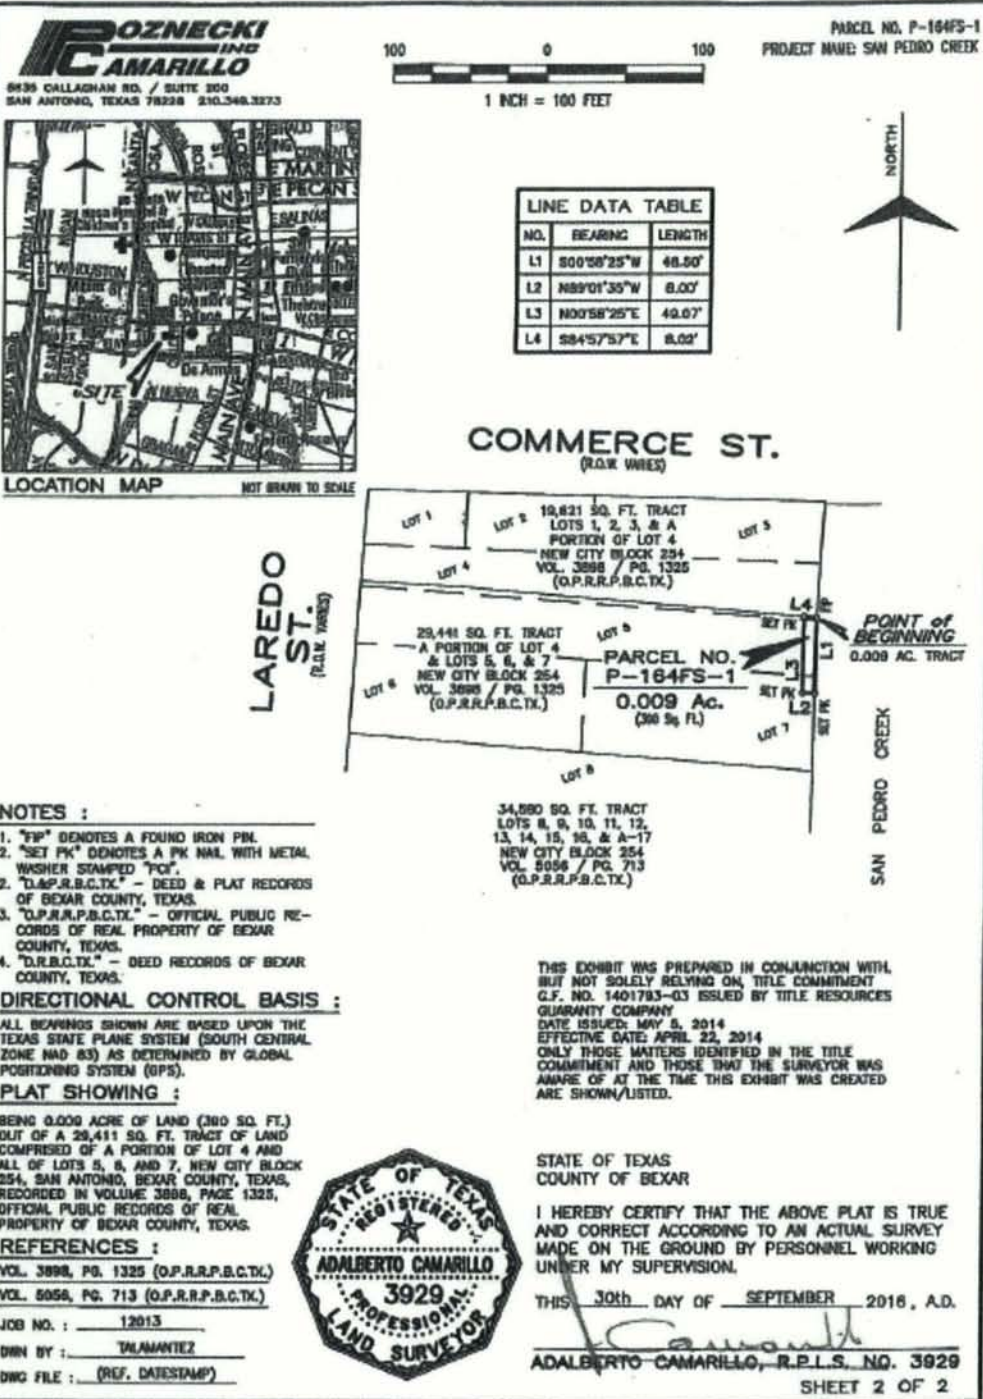 POZNECKI
CAMARILLO INC
5835 CALLAGHAN RD. / SUITE 200
SAN ANTONIO, TEXAS 78228 210.349.3273
100 0 100
1 INCH = 100 FEET
PARCEL NO. P-164FS-1
PROJECT NAME: SAN PEDRO CREEK
NORTH
W HOUSTON
E PECAN
E SALINAS
N MAIN AVE
MAIN AVE
De Armas
SITE
LOCATION MAP NOT DRAWN TO SCALE
LINE DATA TABLE
NO. BEARING LENGTH
L1 S00°58'25"W 48.50'
L2 N89°01'35"W 8.00'
L3 N00°58'25"E 49.07'
L4 S84°57'57"E 8.02'
COMMERCE ST.
(R.O.W. VARIES)
LAREDO
ST.
(R.O.W. VARIES)
LOT 1
LOT 2
LOT 3
LOT 4
19,821 SQ. FT. TRACT
LOTS 1, 2, 3, & A
PORTION OF LOT 4
NEW CITY BLOCK 254
VOL. 3898 / PG. 1325
(O.P.R.R.P.B.C.TX.)
29,441 SQ. FT. TRACT
A PORTION OF LOT 4
& LOTS 5, 6, & 7
NEW CITY BLOCK 254
VOL. 3898 / PG. 1325
(O.P.R.R.P.B.C.TX.)
LOT 5
LOT 6
LOT 7
LOT 8
PARCEL NO.
P-164FS-1
0.009 Ac.
(390 Sq. Ft.)
L4
FIP
SET PK
L1
L3
SET PK
L2
SET PK
POINT of
BEGINNING
0.009 AC. TRACT
SAN PEDRO CREEK
34,580 SQ. FT. TRACT
LOTS 8, 9, 10, 11, 12,
13, 14, 15, 16, & A-17
NEW CITY BLOCK 254
VOL. 5056 / PG. 713
(O.P.R.R.P.B.C.TX.)
NOTES :
1. "FIP" DENOTES A FOUND IRON PIN.
2. "SET PK" DENOTES A PK NAIL WITH METAL
WASHER STAMPED "PCI".
2. "D.&P.R.B.C.TX." – DEED & PLAT RECORDS
OF BEXAR COUNTY, TEXAS.
3. "O.P.R.R.P.B.C.TX." – OFFICIAL PUBLIC RE-
CORDS OF REAL PROPERTY OF BEXAR
COUNTY, TEXAS.
4. "D.R.B.C.TX." – DEED RECORDS OF BEXAR
COUNTY, TEXAS.
DIRECTIONAL CONTROL BASIS :
ALL BEARINGS SHOWN ARE BASED UPON THE
TEXAS STATE PLANE SYSTEM (SOUTH CENTRAL
ZONE NAD 83) AS DETERMINED BY GLOBAL
POSITIONING SYSTEM (GPS).
PLAT SHOWING :
BEING 0.009 ACRE OF LAND (390 SQ. FT.)
OUT OF A 29,411 SQ. FT. TRACT OF LAND
COMPRISED OF A PORTION OF LOT 4 AND
ALL OF LOTS 5, 6, AND 7, NEW CITY BLOCK
254, SAN ANTONIO, BEXAR COUNTY, TEXAS,
RECORDED IN VOLUME 3898, PAGE 1325,
OFFICIAL PUBLIC RECORDS OF REAL
PROPERTY OF BEXAR COUNTY, TEXAS.
REFERENCES :
VOL. 3898, PG. 1325 (O.P.R.R.P.B.C.TX.)
VOL. 5056, PG. 713 (O.P.R.R.P.B.C.TX.)
JOB NO. : 12013
DWN BY : TALAMANTEZ
DWG FILE : (REF. DATESTAMP)
STATE OF TEXAS
REGISTERED
ADALBERTO CAMARILLO
3929
PROFESSIONAL
LAND SURVEYOR
THIS EXHIBIT WAS PREPARED IN CONJUNCTION WITH,
BUT NOT SOLELY RELYING ON, TITLE COMMITMENT
G.F. NO. 1401793-03 ISSUED BY TITLE RESOURCES
GUARANTY COMPANY
DATE ISSUED: MAY 5, 2014
EFFECTIVE DATE: APRIL 22, 2014
ONLY THOSE MATTERS IDENTIFIED IN THE TITLE
COMMITMENT AND THOSE THAT THE SURVEYOR WAS
AWARE OF AT THE TIME THIS EXHIBIT WAS CREATED
ARE SHOWN/LISTED.
STATE OF TEXAS
COUNTY OF BEXAR
I HEREBY CERTIFY THAT THE ABOVE PLAT IS TRUE
AND CORRECT ACCORDING TO AN ACTUAL SURVEY
MADE ON THE GROUND BY PERSONNEL WORKING
UNDER MY SUPERVISION.
THIS 30th DAY OF SEPTEMBER 2016, A.D.
ADALBERTO CAMARILLO, R.P.L.S. NO. 3929
SHEET 2 OF 2